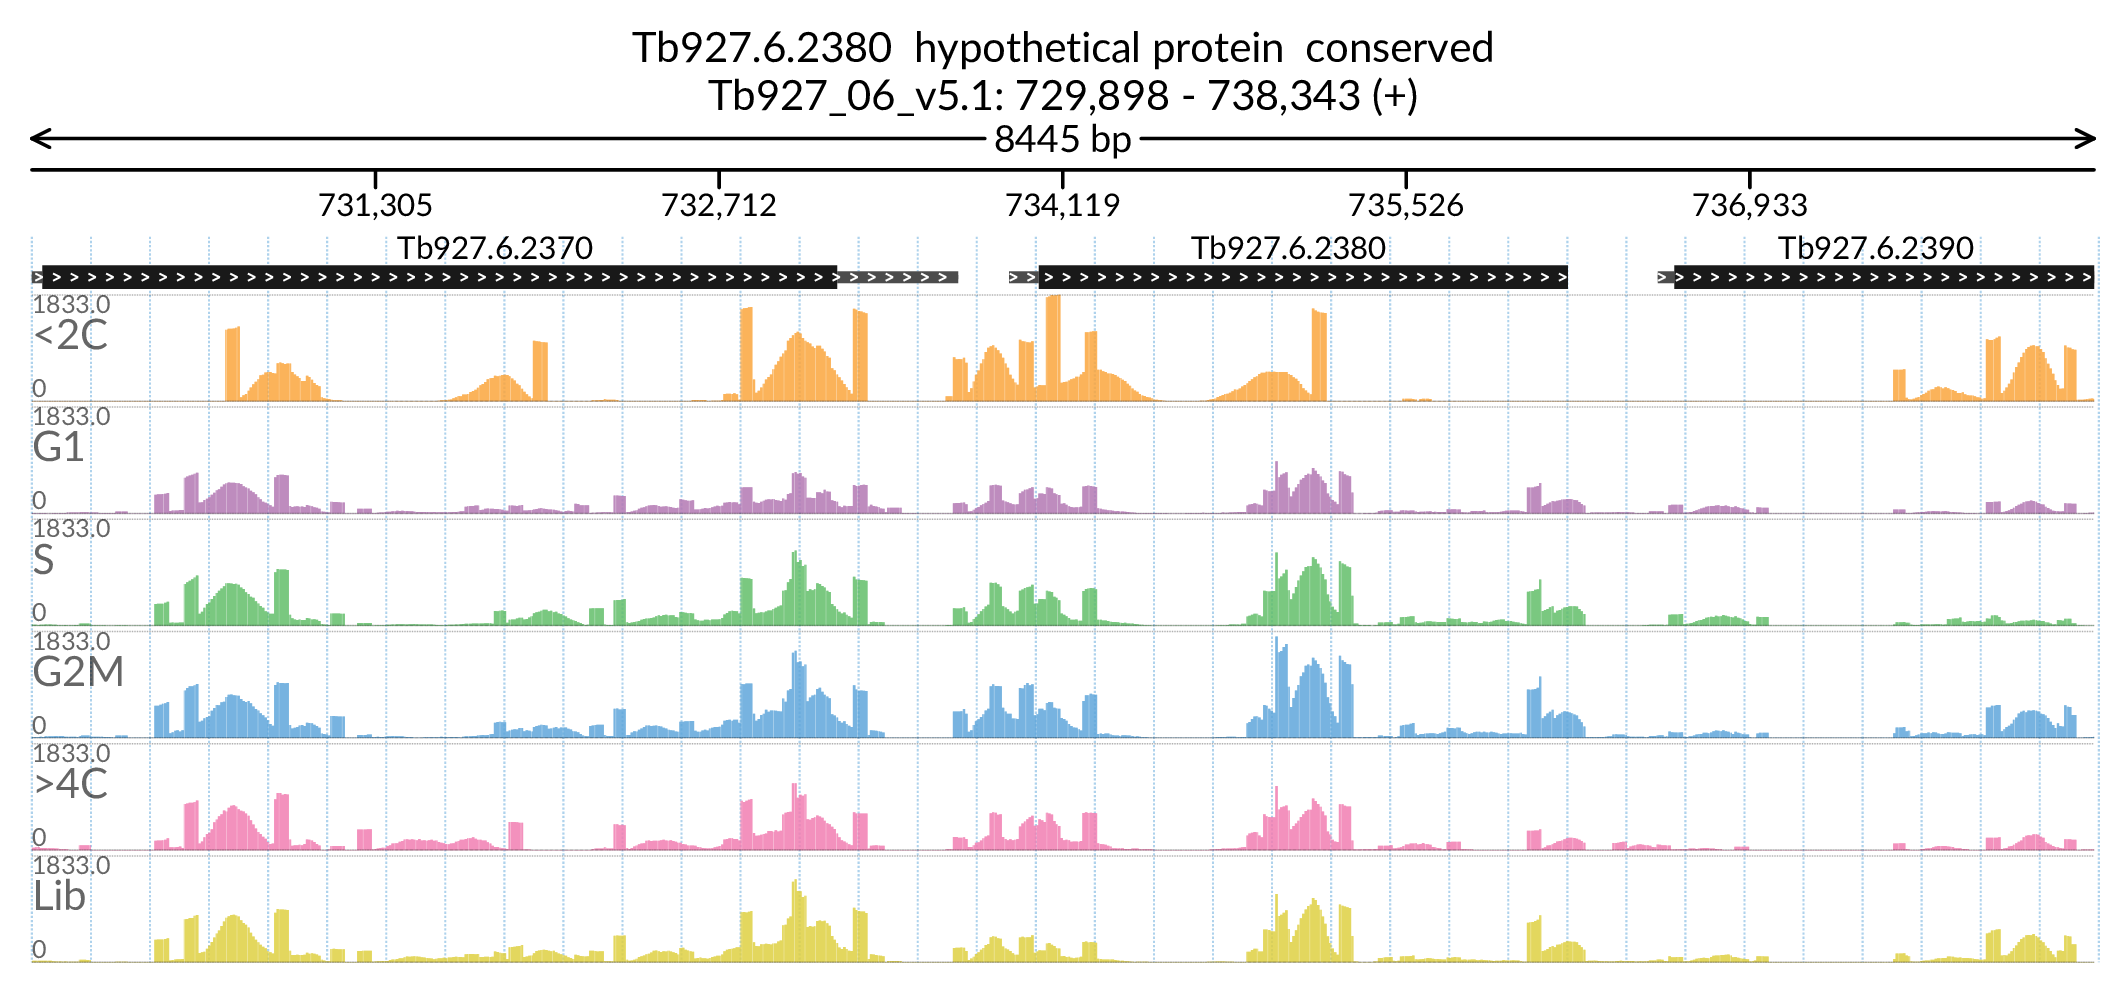 Tb927.6.2380  hypothetical protein  conserved
Tb927_06_v5.1: 729,898 - 738,343 (+)
8445 bp
731,305 732,712 734,119 735,526 736,933
Tb927.6.2370 Tb927.6.2380 Tb927.6.2390
1833.0
<2C
0
1833.0
G1
0
1833.0
S
0
1833.0
G2M
0
1833.0
>4C
0
1833.0
Lib
0